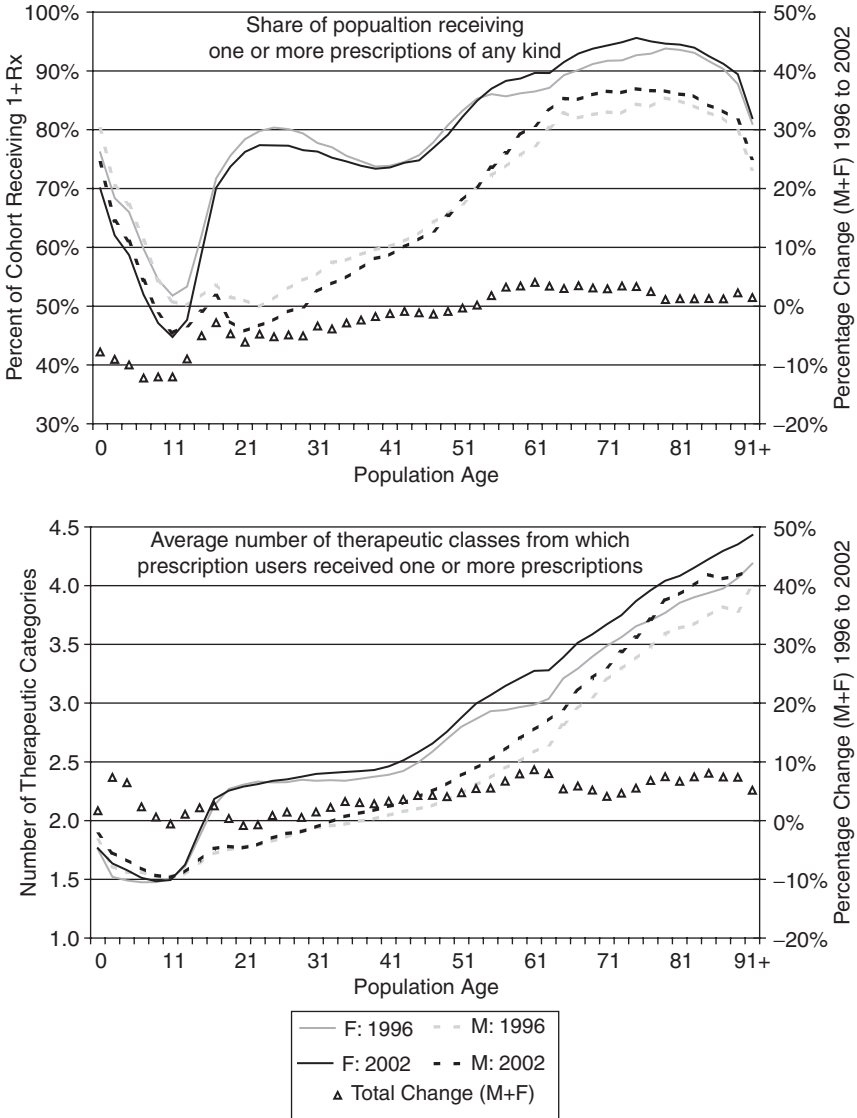 Share of popualtion receiving
one or more prescriptions of any kind
Percent of Cohort Receiving 1+Rx
100%
90%
80%
70%
60%
50%
40%
30%
Percentage Change (M+F) 1996 to 2002
50%
40%
30%
20%
10%
0%
−10%
−20%
0 11 21 31 41 51 61 71 81 91+
Population Age
Average number of therapeutic classes from which
prescription users received one or more prescriptions
Number of Therapeutic Categories
4.5
4.0
3.5
3.0
2.5
2.0
1.5
1.0
Percentage Change (M+F) 1996 to 2002
50%
40%
30%
20%
10%
0%
−10%
−20%
0 11 21 31 41 51 61 71 81 91+
Population Age
F: 1996 M: 1996
F: 2002 M: 2002
Total Change (M+F)